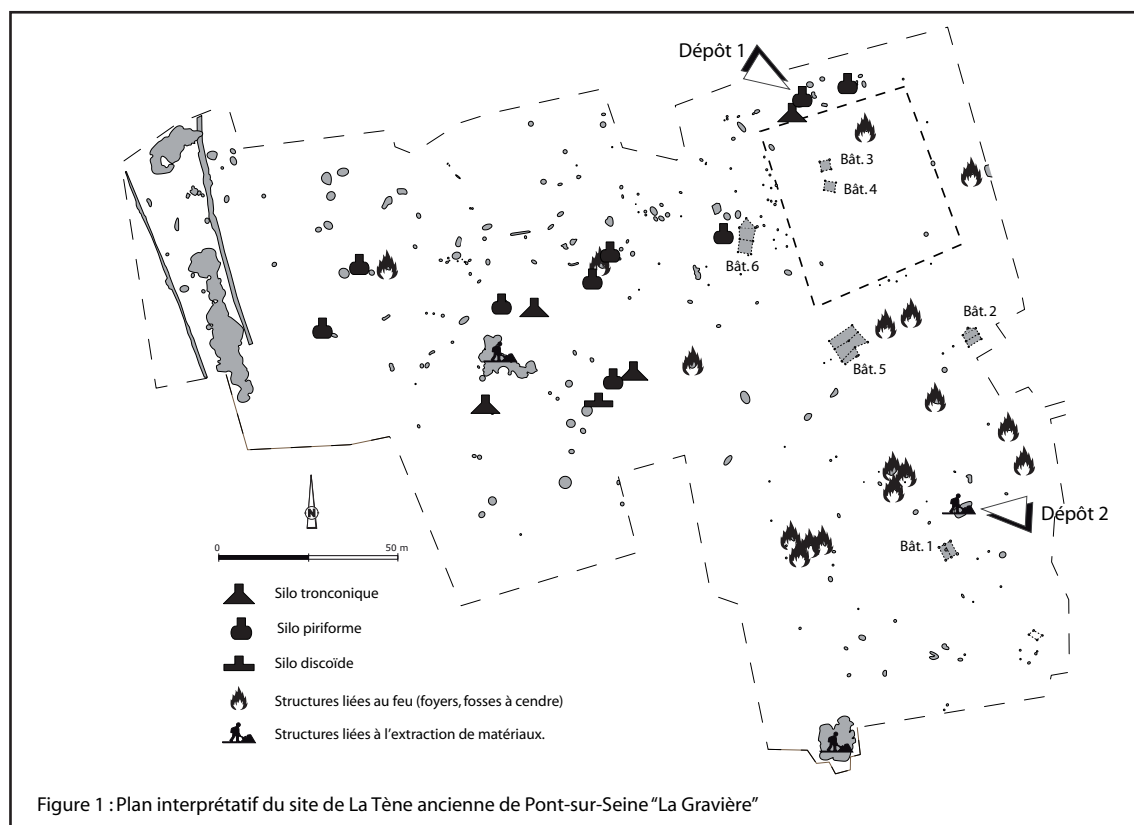 Dépôt 1
Bât. 3
Bât. 4
Bât. 6
Bât. 2
Bât. 5
Dépôt 2
Bât. 1
N
0 50 m
Silo tronconique
Silo piriforme
Silo discoïde
Structures liées au feu (foyers, fosses à cendre)
Structures liées à l'extraction de matériaux.
Figure 1 : Plan interprétatif du site de La Tène ancienne de Pont-sur-Seine "La Gravière"